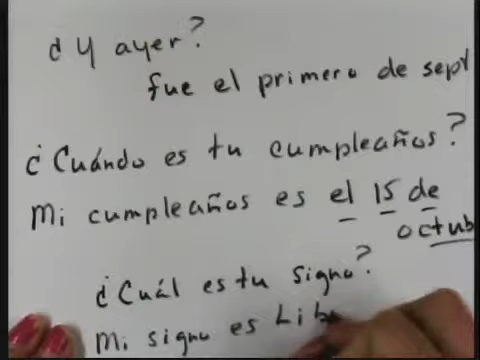 ¿Y ayer?
fue el primero de sept
¿Cuándo es tu cumpleaños?
Mi cumpleaños es el 15 de
octub
¿Cuál es tu signo?
Mi signo es Lib